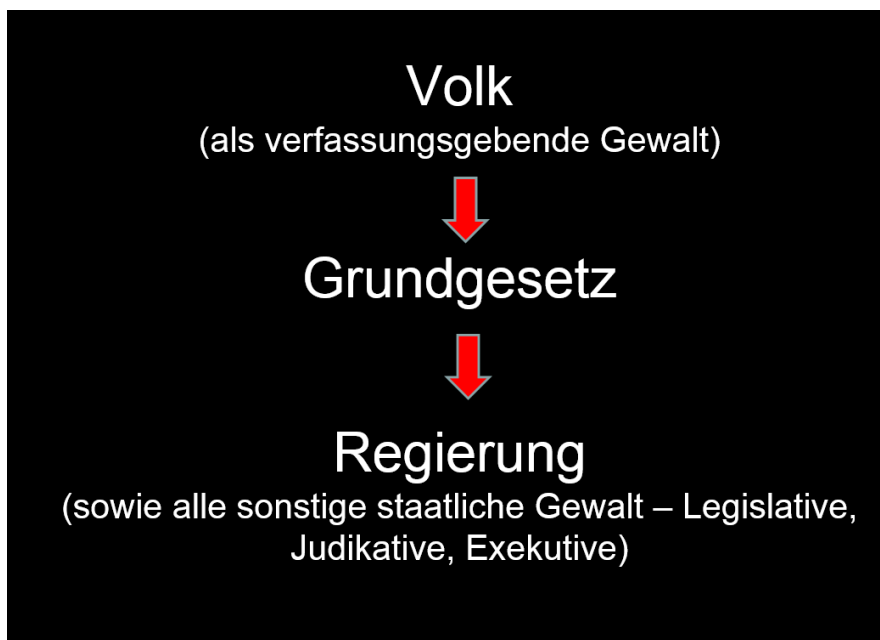 Volk
(als verfassungsgebende Gewalt)
Grundgesetz
Regierung
(sowie alle sonstige staatliche Gewalt – Legislative,
Judikative, Exekutive)